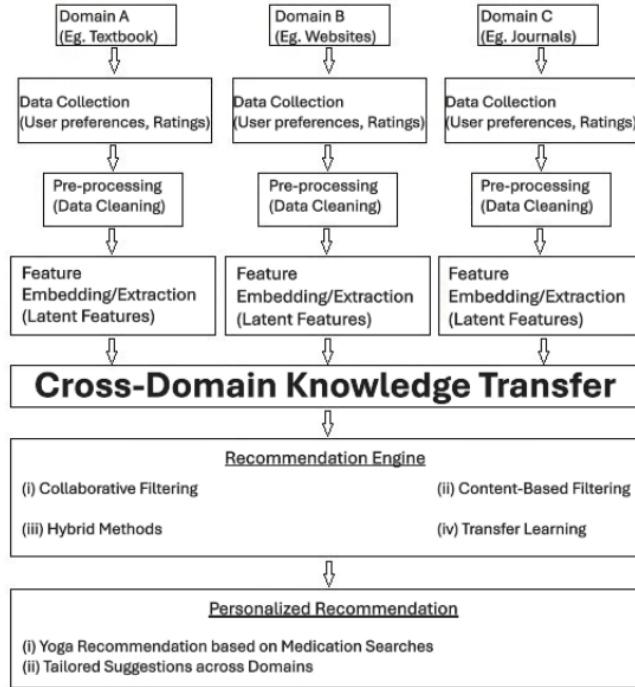 Domain A
(Eg. Textbook)
Domain B
(Eg. Websites)
Domain C
(Eg. Journals)
Data Collection
(User preferences, Ratings)
Data Collection
(User preferences, Ratings)
Data Collection
(User preferences, Ratings)
Pre-processing
(Data Cleaning)
Pre-processing
(Data Cleaning)
Pre-processing
(Data Cleaning)
Feature
Embedding/Extraction
(Latent Features)
Feature
Embedding/Extraction
(Latent Features)
Feature
Embedding/Extraction
(Latent Features)
Cross-Domain Knowledge Transfer
Recommendation Engine
(i) Collaborative Filtering
(ii) Content-Based Filtering
(iii) Hybrid Methods
(iv) Transfer Learning
Personalized Recommendation
(i) Yoga Recommendation based on Medication Searches
(ii) Tailored Suggestions across Domains